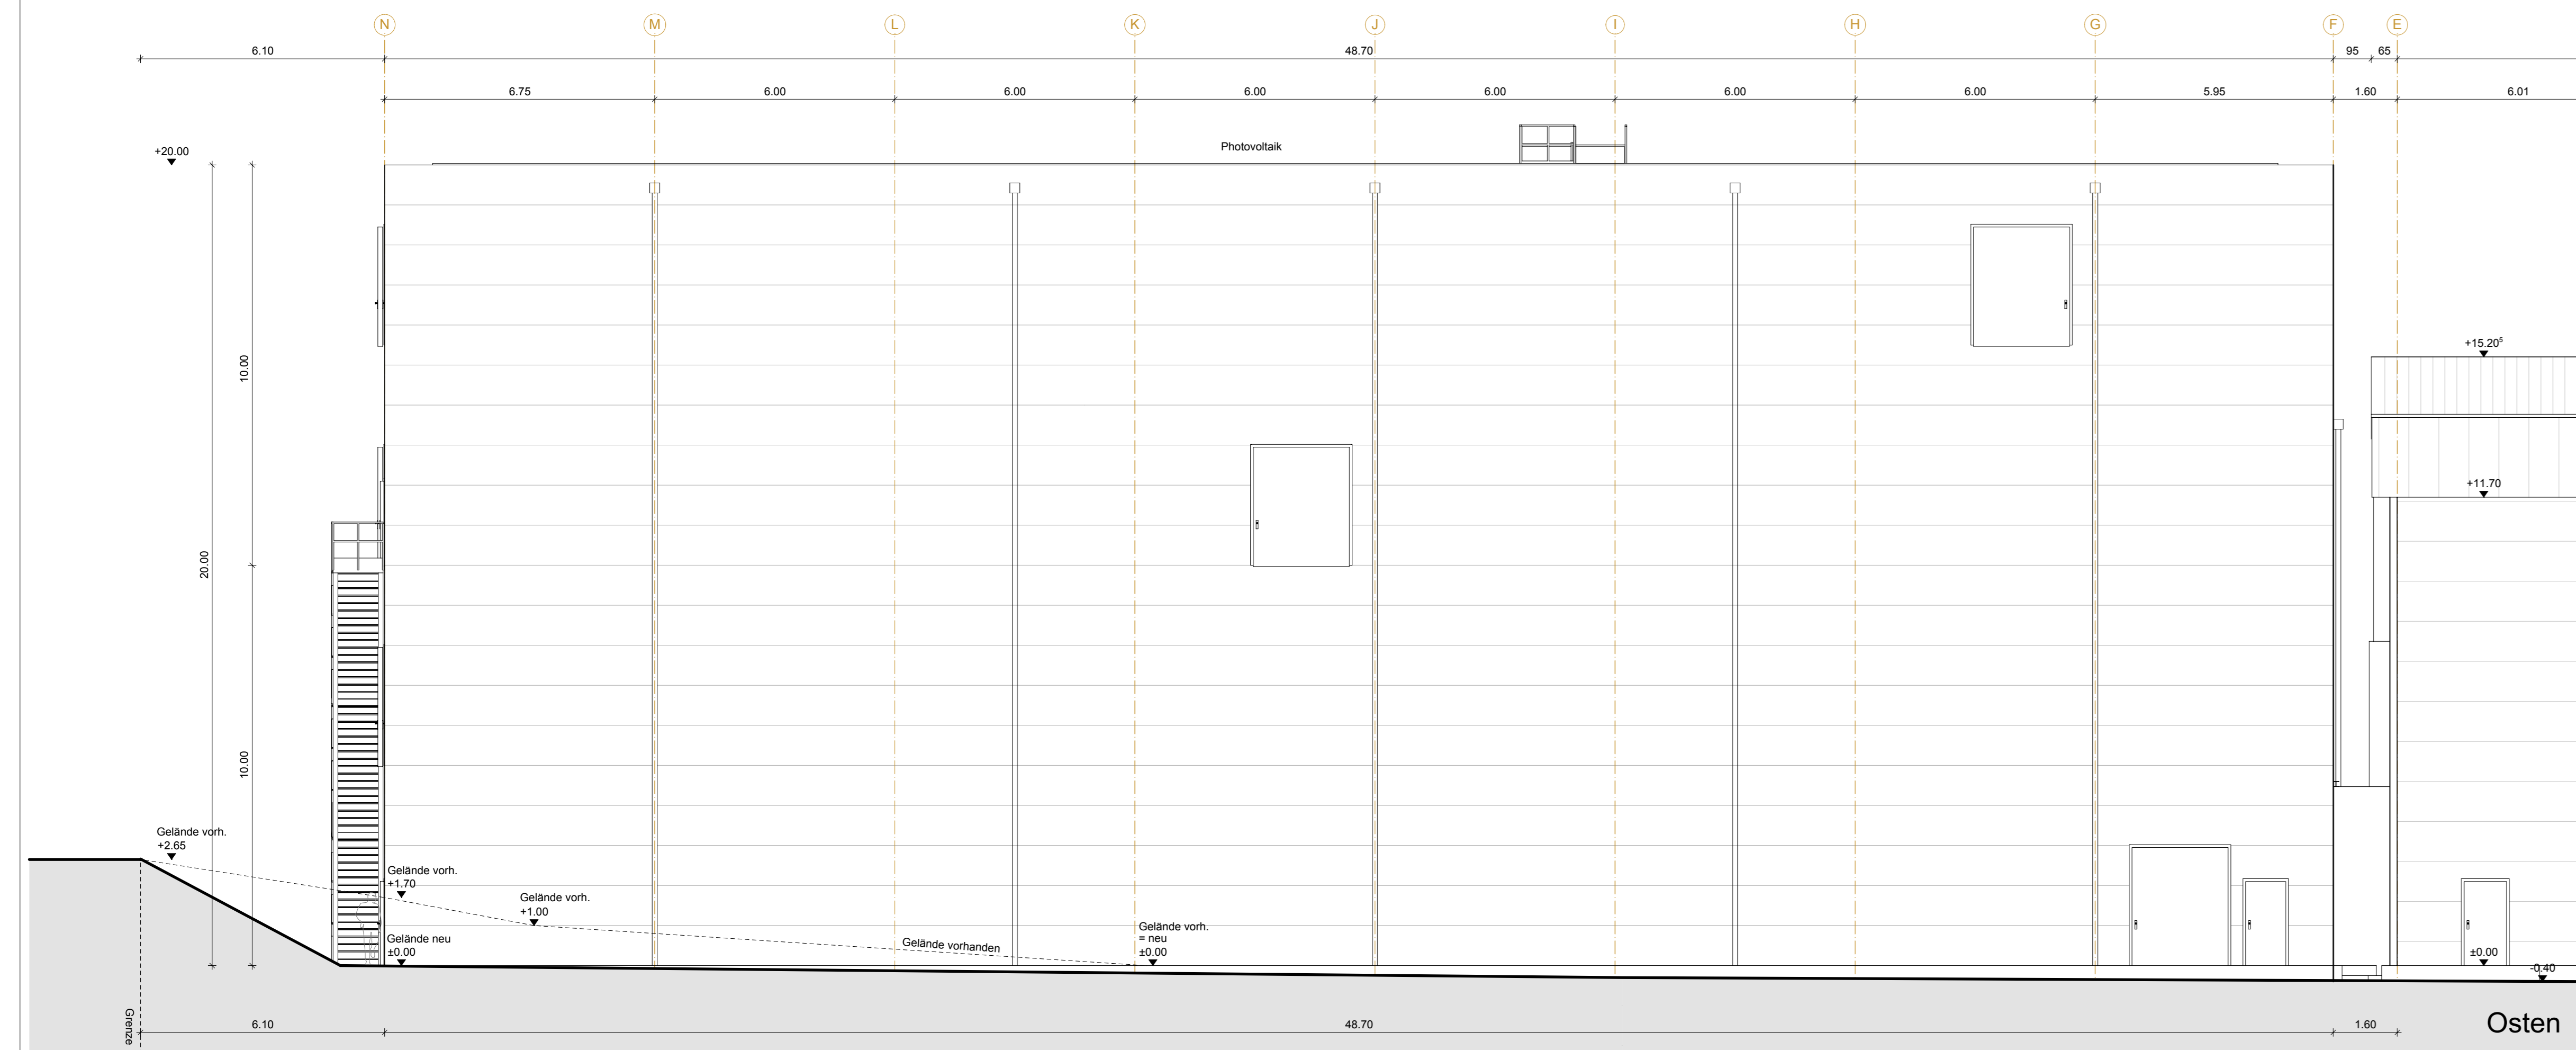 N M L K J I H G F E
6.10 48.70 95 65
6.75 6.00 6.00 6.00 6.00 6.00 6.00 5.95 1.60 6.01
+20.00
Photovoltaik
+15.20⁵
10.00
+11.70
20.00
10.00
Gelände vorh.
+2.65
Gelände vorh.
+1.70
Gelände vorh.
+1.00
Gelände neu
±0.00
Gelände vorhanden
Gelände vorh.
= neu
±0.00
±0.00
-0.40
Grenze
6.10 48.70 1.60
Osten